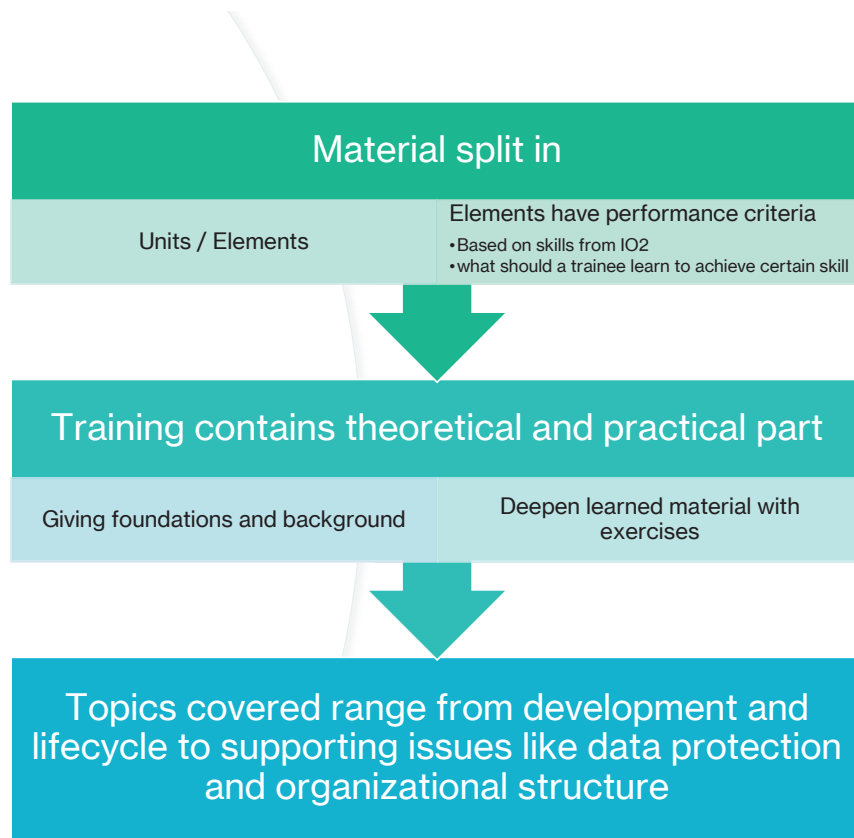 Material split in
Units / Elements
Elements have performance criteria
•Based on skills from IO2
•what should a trainee learn to achieve certain skill
Training contains theoretical and practical part
Giving foundations and background
Deepen learned material with
exercises
Topics covered range from development and
lifecycle to supporting issues like data protection
and organizational structure